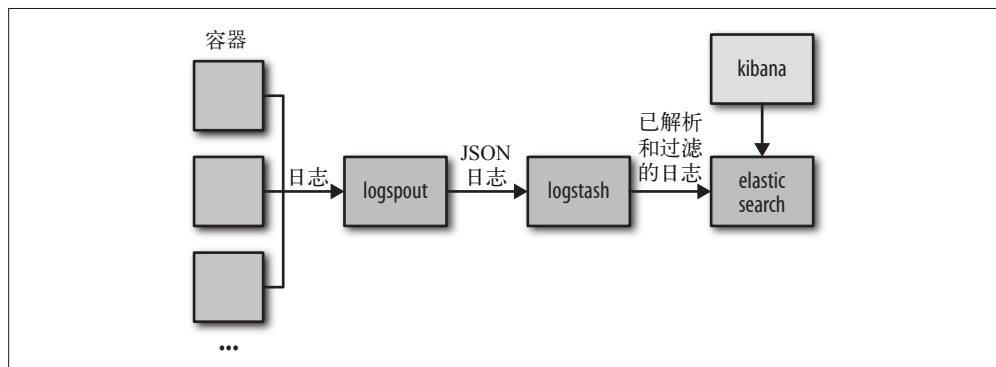 容器
kibana
已解析
和过滤
的日志
JSON
日志
日志
logspout
logstash
elastic
search
...